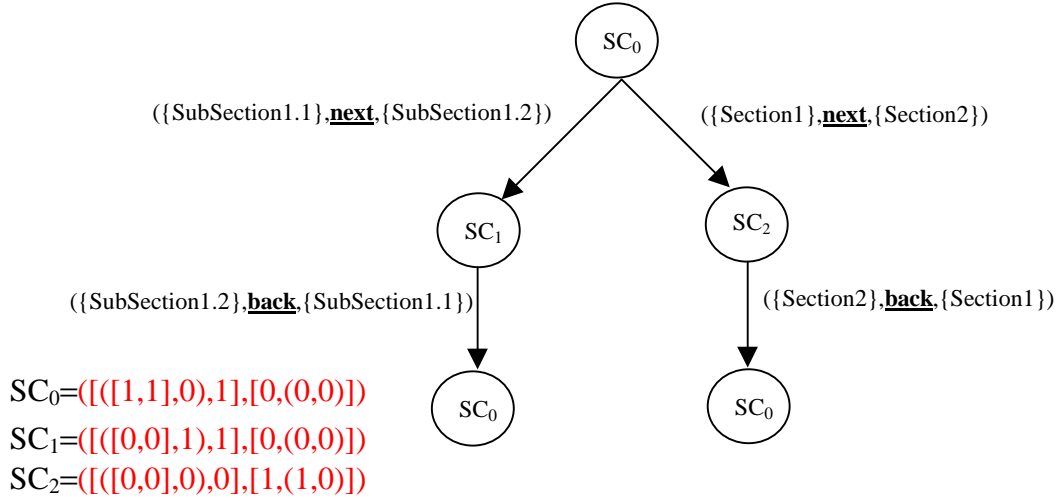 SC0
({SubSection1.1},next,{SubSection1.2}) ({Section1},next,{Section2})
SC1 SC2
({SubSection1.2},back,{SubSection1.1}) ({Section2},back,{Section1})
SC0=([([1,1],0),1],[0,(0,0)])
SC0 SC0
SC1=([([0,0],1),1],[0,(0,0)])
SC2=([([0,0],0),0],[1,(1,0)])